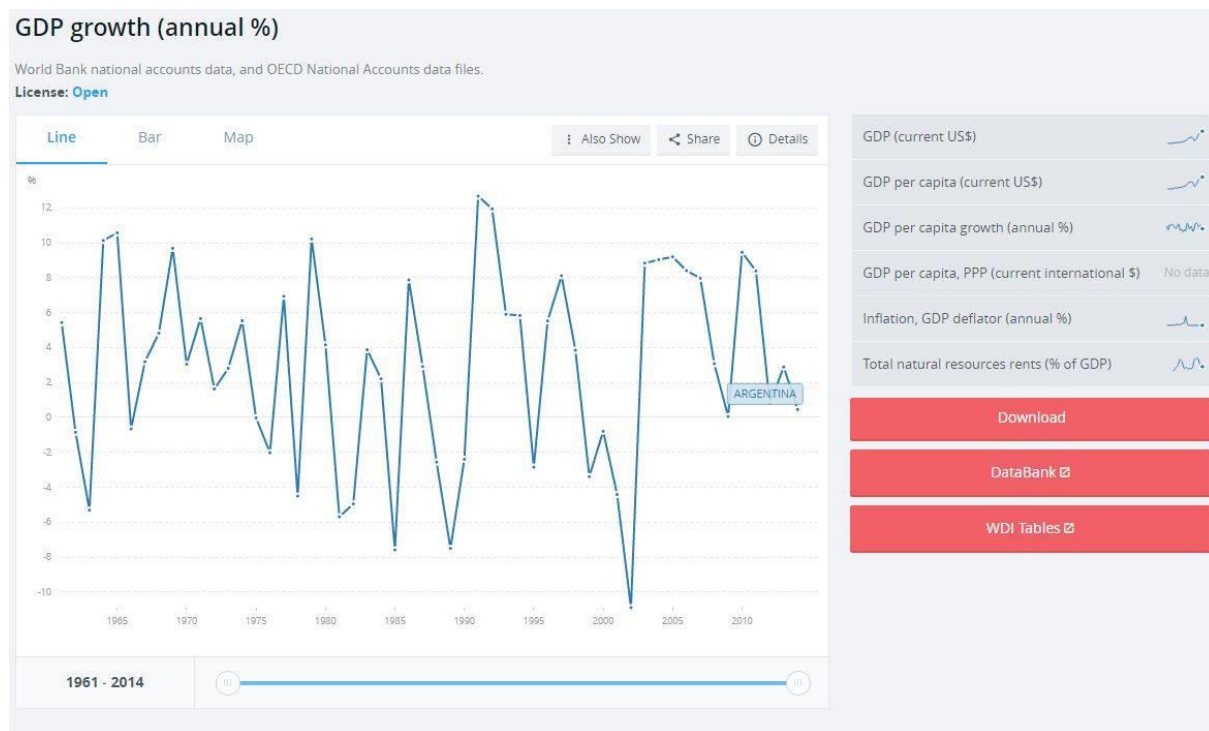 GDP growth (annual %)
World Bank national accounts data, and OECD National Accounts data files.
License: Open
Line Bar Map Also Show Share Details
%
12
10
8
6
4
2
0
-2
-4
-6
-8
-10
ARGENTINA
1965 1970 1975 1980 1985 1990 1995 2000 2005 2010
1961 - 2014
GDP (current US$)
GDP per capita (current US$)
GDP per capita growth (annual %)
GDP per capita, PPP (current international $) No data
Inflation, GDP deflator (annual %)
Total natural resources rents (% of GDP)
Download
DataBank
WDI Tables